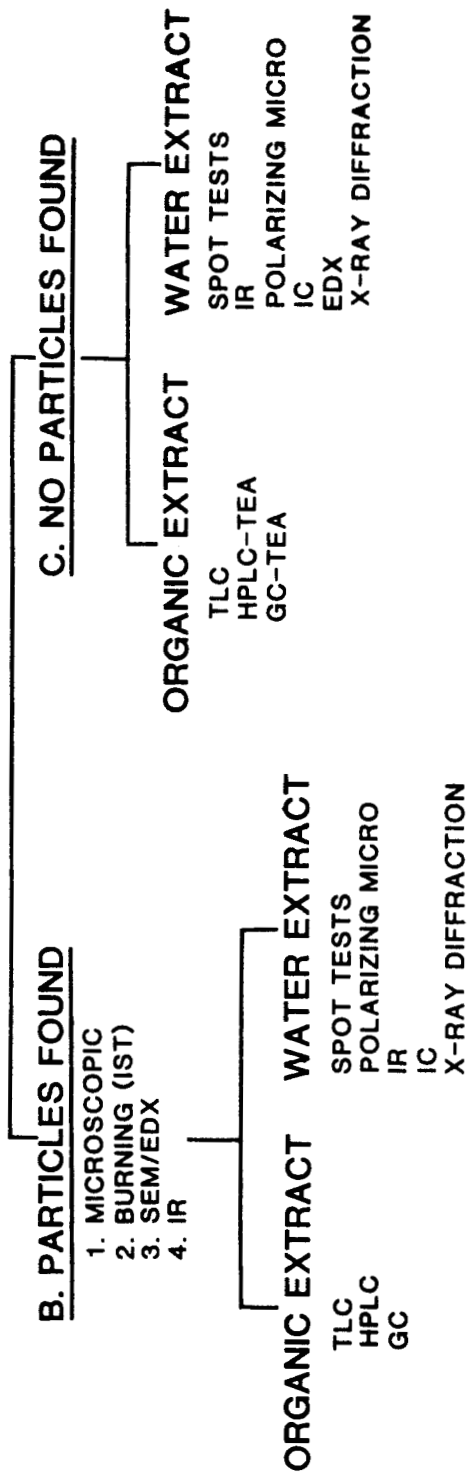 B. PARTICLES FOUND
1. MICROSCOPIC
2. BURNING (IST)
3. SEM/EDX
4. IR
ORGANIC EXTRACT
TLC
HPLC
GC
WATER EXTRACT
SPOT TESTS
POLARIZING MICRO
IR
IC
X-RAY DIFFRACTION
C. NO PARTICLES FOUND
ORGANIC EXTRACT
TLC
HPLC-TEA
GC-TEA
WATER EXTRACT
SPOT TESTS
IR
POLARIZING MICRO
IC
EDX
X-RAY DIFFRACTION